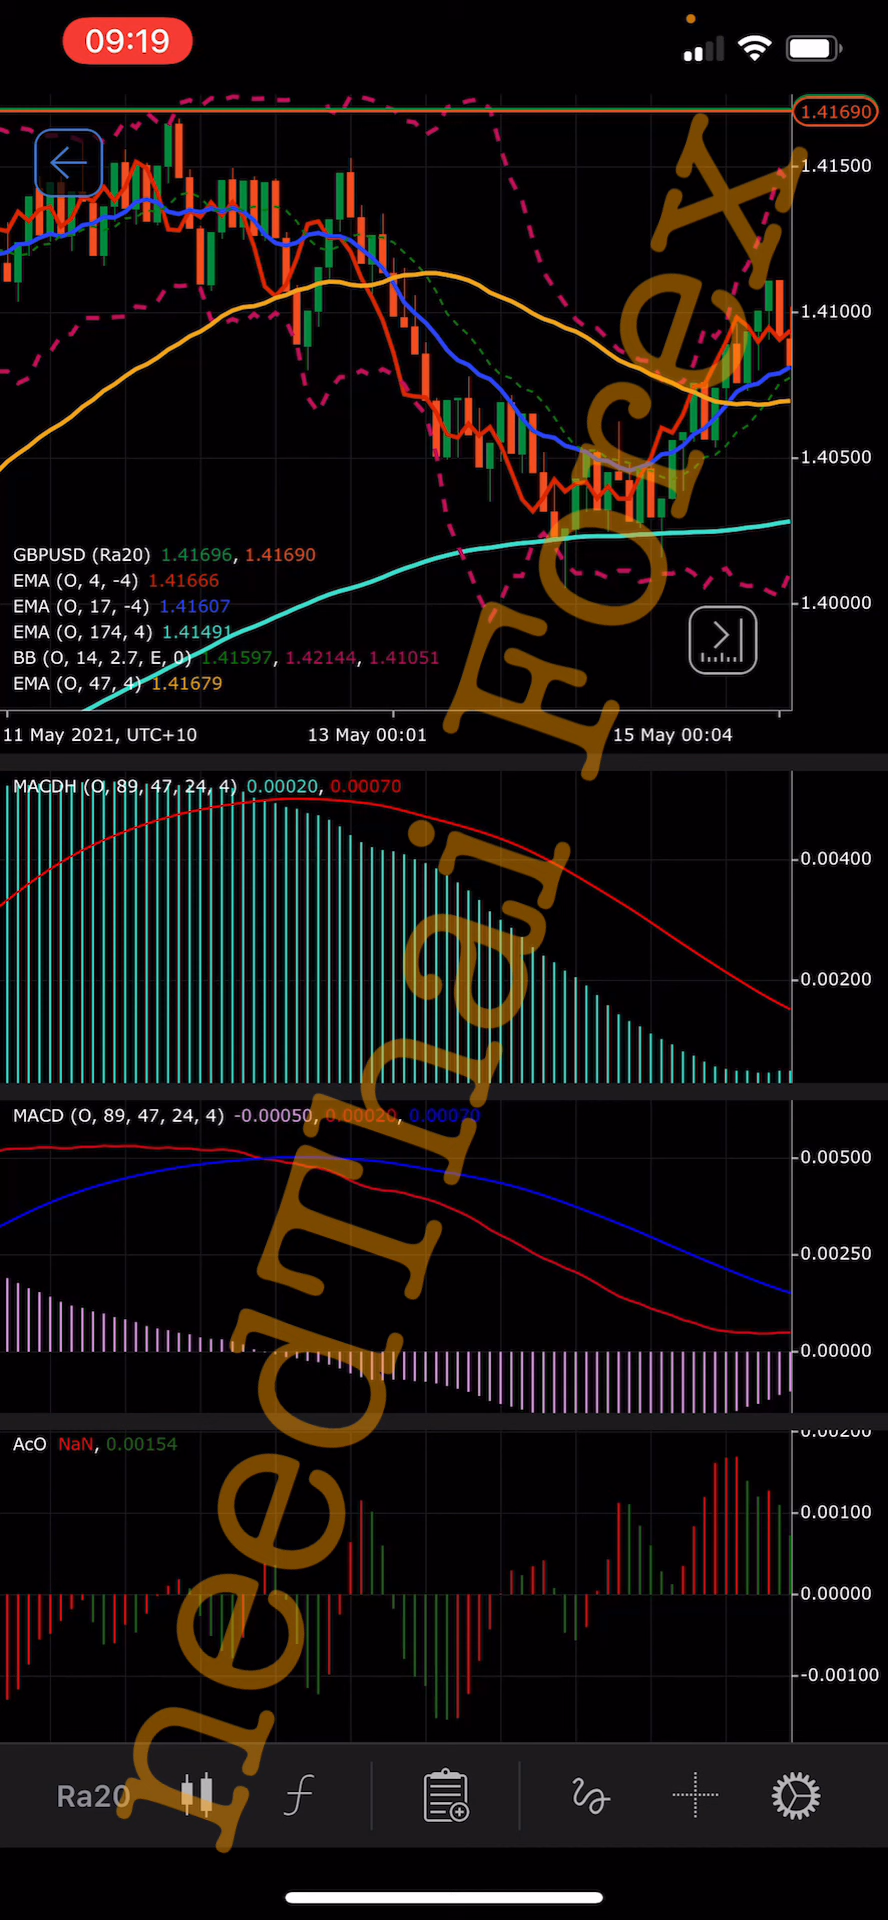 09:19
1.41690
1.41500
1.41000
1.40500
1.40000
GBPUSD (Ra20) 1.41696, 1.41690
EMA (O, 4, -4) 1.41666
EMA (O, 17, -4) 1.41607
EMA (O, 174, 4) 1.41491
BB (O, 14, 2.7, E, 0) 1.41597, 1.42144, 1.41051
EMA (O, 47, 4) 1.41679
11 May 2021, UTC+10 13 May 00:01 15 May 00:04
MACDH (O, 89, 47, 24, 4) 0.00020, 0.00070
0.00400
0.00200
MACD (O, 89, 47, 24, 4) -0.00050, 0.00020, 0.00070
0.00500
0.00250
0.00000
AcO NaN, 0.00154
0.00200
0.00100
0.00000
-0.00100
Ra20
needThai Forex